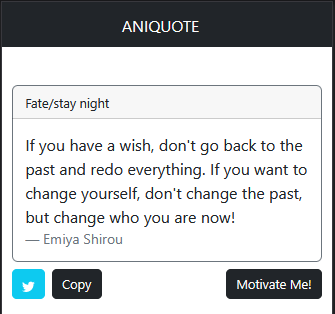 ANIQUOTE
Fate/stay night
If you have a wish, don't go back to the
past and redo everything. If you want to
change yourself, don't change the past,
but change who you are now!
— Emiya Shirou
Copy
Motivate Me!